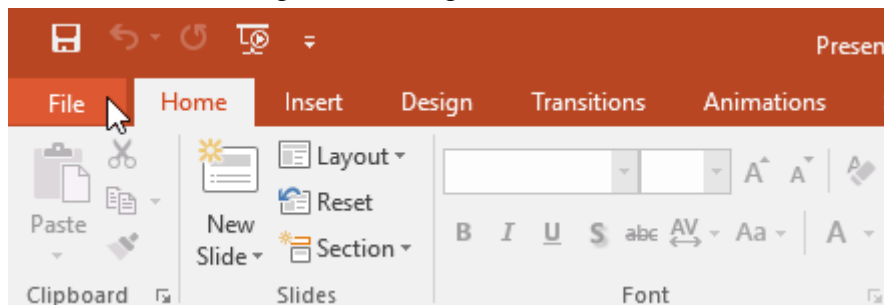 Presen
File Home Insert Design Transitions Animations
Paste
New
Slide
Layout
Reset
Section
B I U S abc AV Aa A
A A A
Clipboard Slides Font